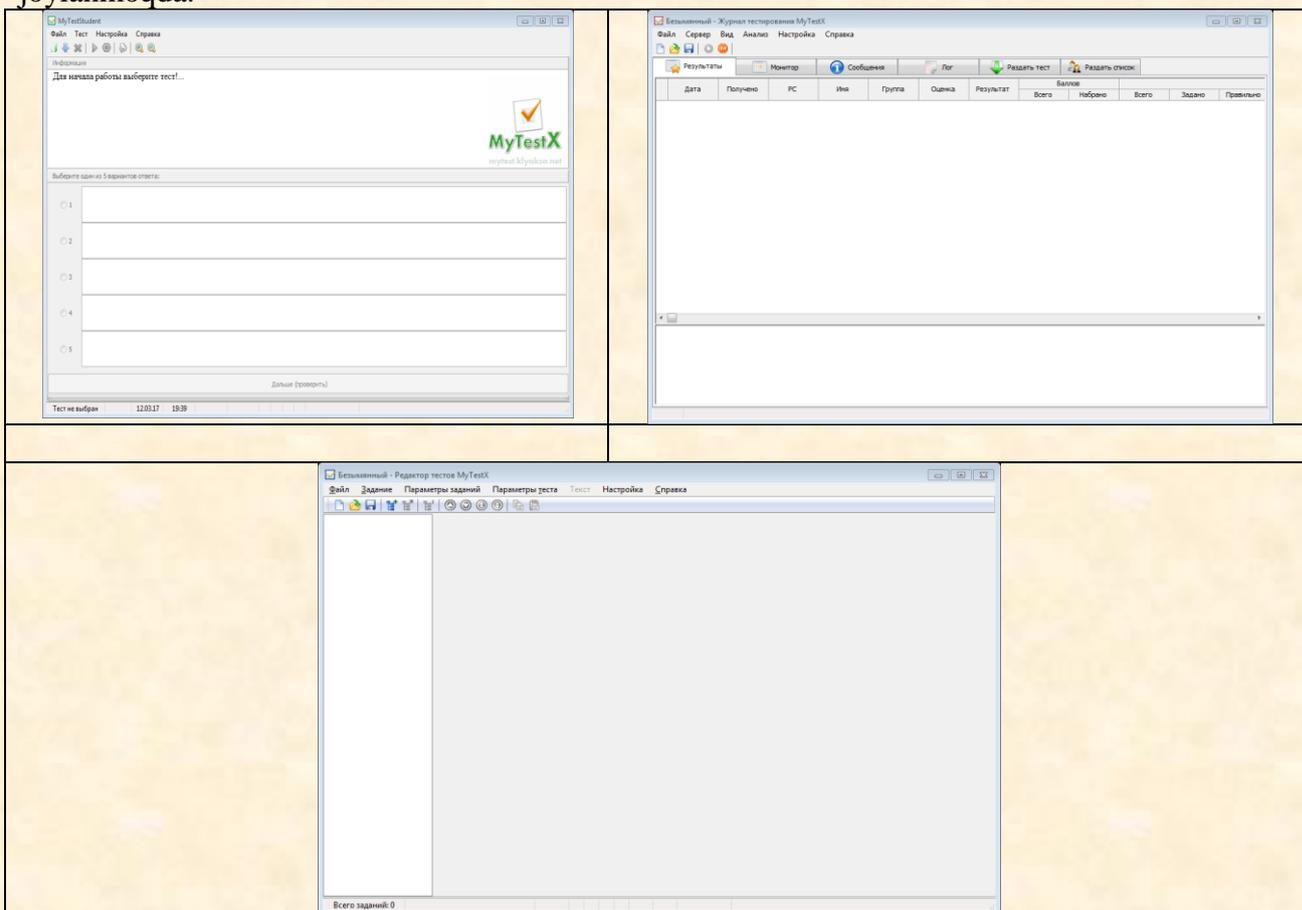 joylanmoqda.
MyTestStudent
Файл Тест Настройка Справка
Информация
Для начала работы выберите тест!...
MyTestX
mytest.klyaksa.net
Выберите один из 5 вариантов ответа:
1
2
3
4
5
Дальше (проверить)
Тест не выбран 12.03.17 19:39
Безымянный - Журнал тестирования MyTestX
Файл Сервер Вид Анализ Настройка Справка
Результаты Монитор Сообщения Лог Раздать тест Раздать список
Дата Получено PC Имя Группа Оценка Результат Баллов
Всего Набрано Всего Задано Правильно
Безымянный - Редактор тестов MyTestX
Файл Задание Параметры заданий Параметры теста Текст Настройка Справка
Всего заданий: 0